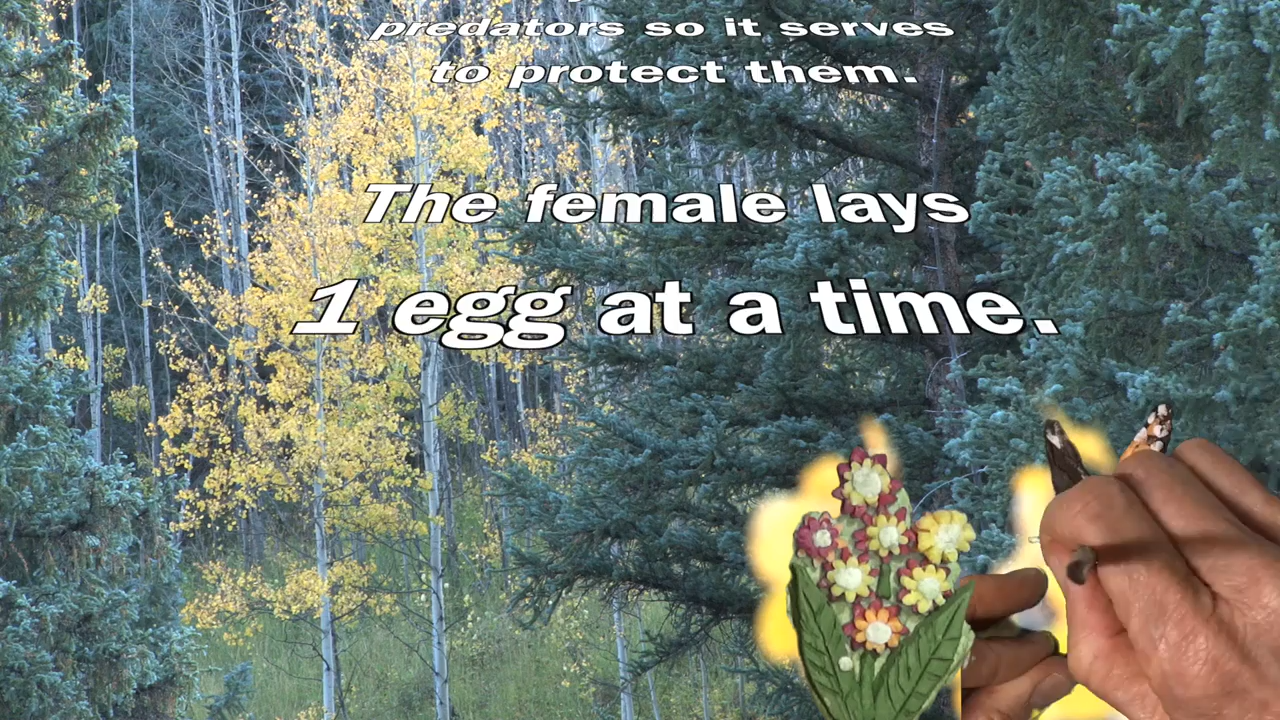 predators so it serves
to protect them.
The female lays
1 egg at a time.